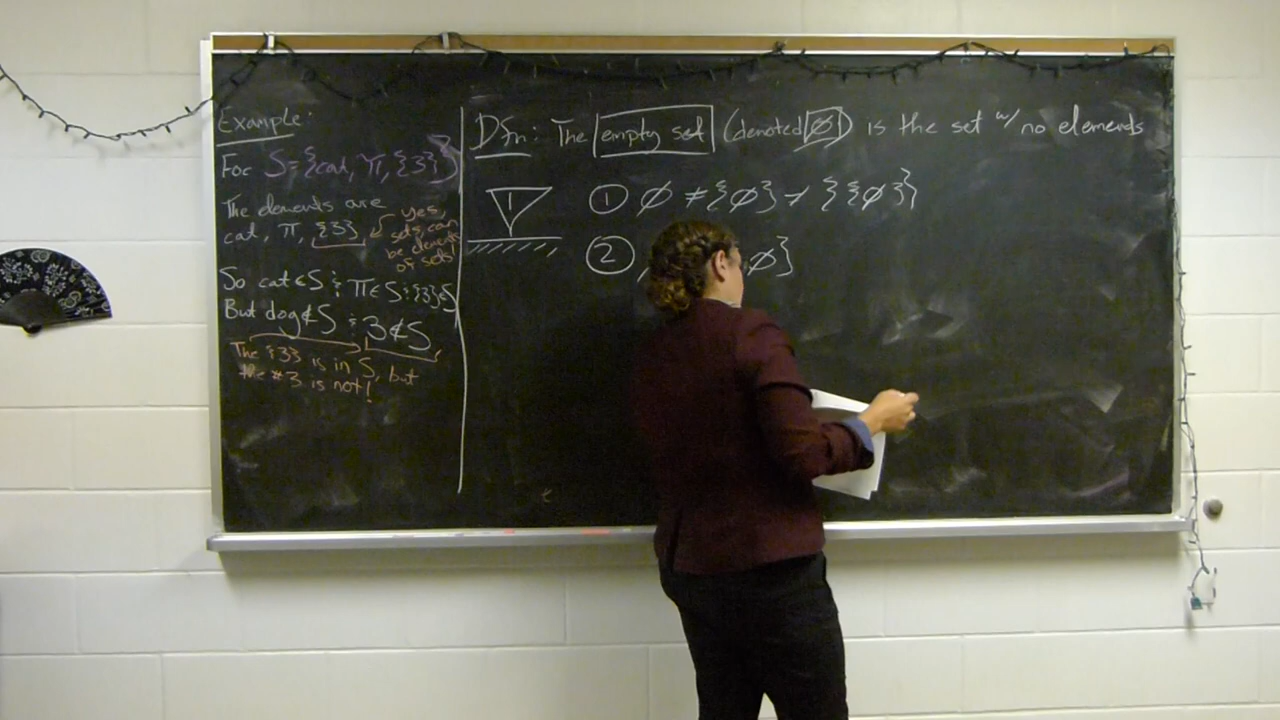 Example:
For S = {cat, π, {3}}
The elements are
cat, π, {3}
yes,
sets can
be elements
of sets!
So cat ∈ S & π ∈ S & {3} ∈ S
But dog ∉ S & 3 ∉ S
The {3} is in S, but
the #3 is not!
Dfn: The empty set (denoted ∅) is the set w/ no elements
!
① ∅ ≠ {∅} ≠ {{∅}}
② ∅}